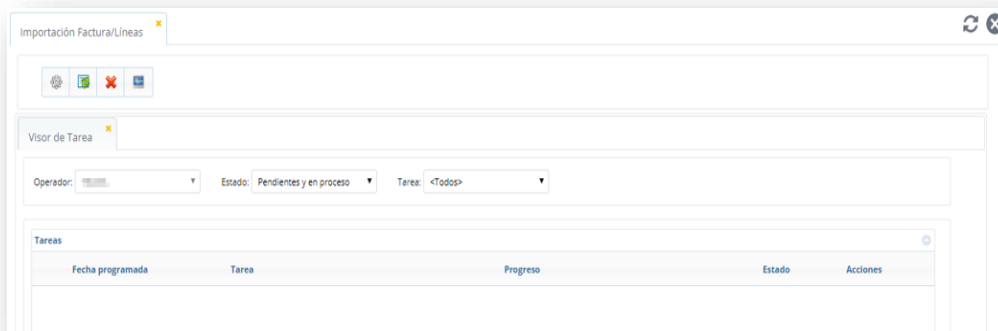 Importación Factura/Líneas
Visor de Tarea
Operador: Estado: Pendientes y en proceso Tarea: <Todos>
Tareas
Fecha programada Tarea Progreso Estado Acciones